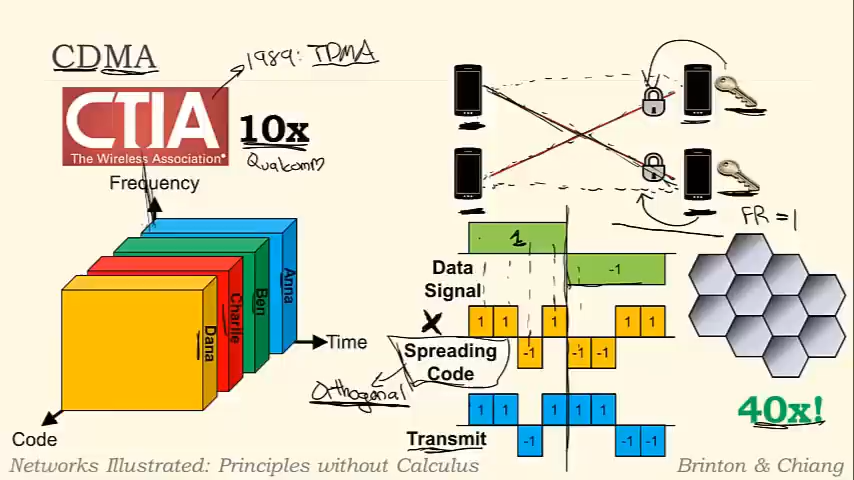 CDMA
1989: TDMA
CTIA
The Wireless Association
10x
Qualcomm
Frequency
Anna
Ben
Charlie
Dana
Time
Code
FR = 1
1
-1
Data
Signal
x
1 1 -1 1 -1 -1 1 1
Spreading
Code
Orthogonal
1 1 -1 1 1 1 -1 -1
Transmit
40x!
Networks Illustrated: Principles without Calculus
Brinton & Chiang